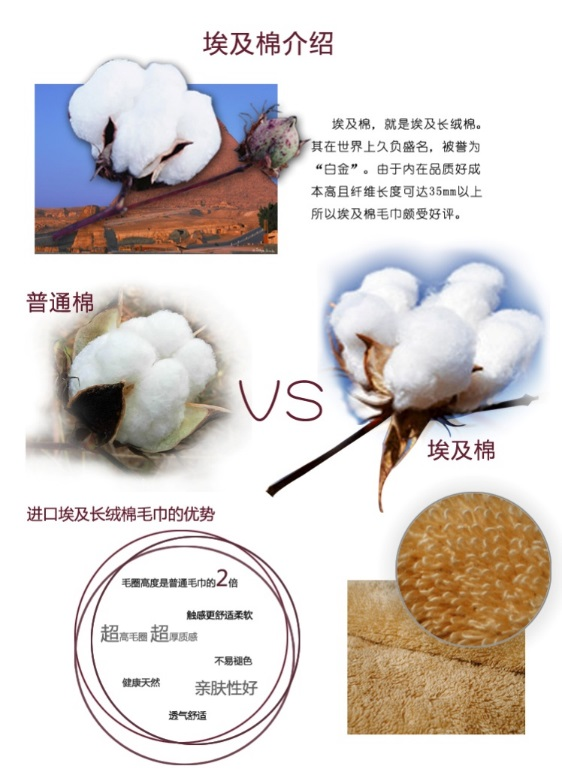 埃及棉介绍
埃及棉，就是埃及长绒棉。
其在世界上久负盛名，被誉为
“白金”。由于内在品质好成
本高且纤维长度可达35mm以上
所以埃及棉毛巾颇受好评。
普通棉
VS
埃及棉
进口埃及长绒棉毛巾的优势
毛圈高度是普通毛巾的2倍
触感更舒适柔软
超高毛圈 超厚质感
不易褪色
健康天然
亲肤性好
透气舒适